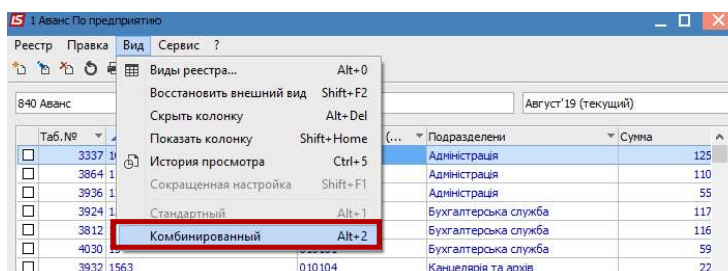 1 Аванс По предприятию
Реестр Правка Вид Сервис ?
Виды реестра... Alt+0
Восстановить внешний вид Shift+F2
840 Аванс Август'19 (текущий)
Скрыть колонку Alt+Del
Таб.№ Показать колонку Shift+Home (... Подразделени Сумма
3337 История просмотра Ctrl+5 Адміністрація 125
3864 Сокращенная настройка Shift+F1 Адміністрація 110
3936 Адміністрація 55
3924 Стандартный Alt+1 Бухгалтерська служба 117
3812 Комбинированный Alt+2 Бухгалтерська служба 116
4030 Бухгалтерська служба 59
3932 1563 010104 Канцелярія та архів 22